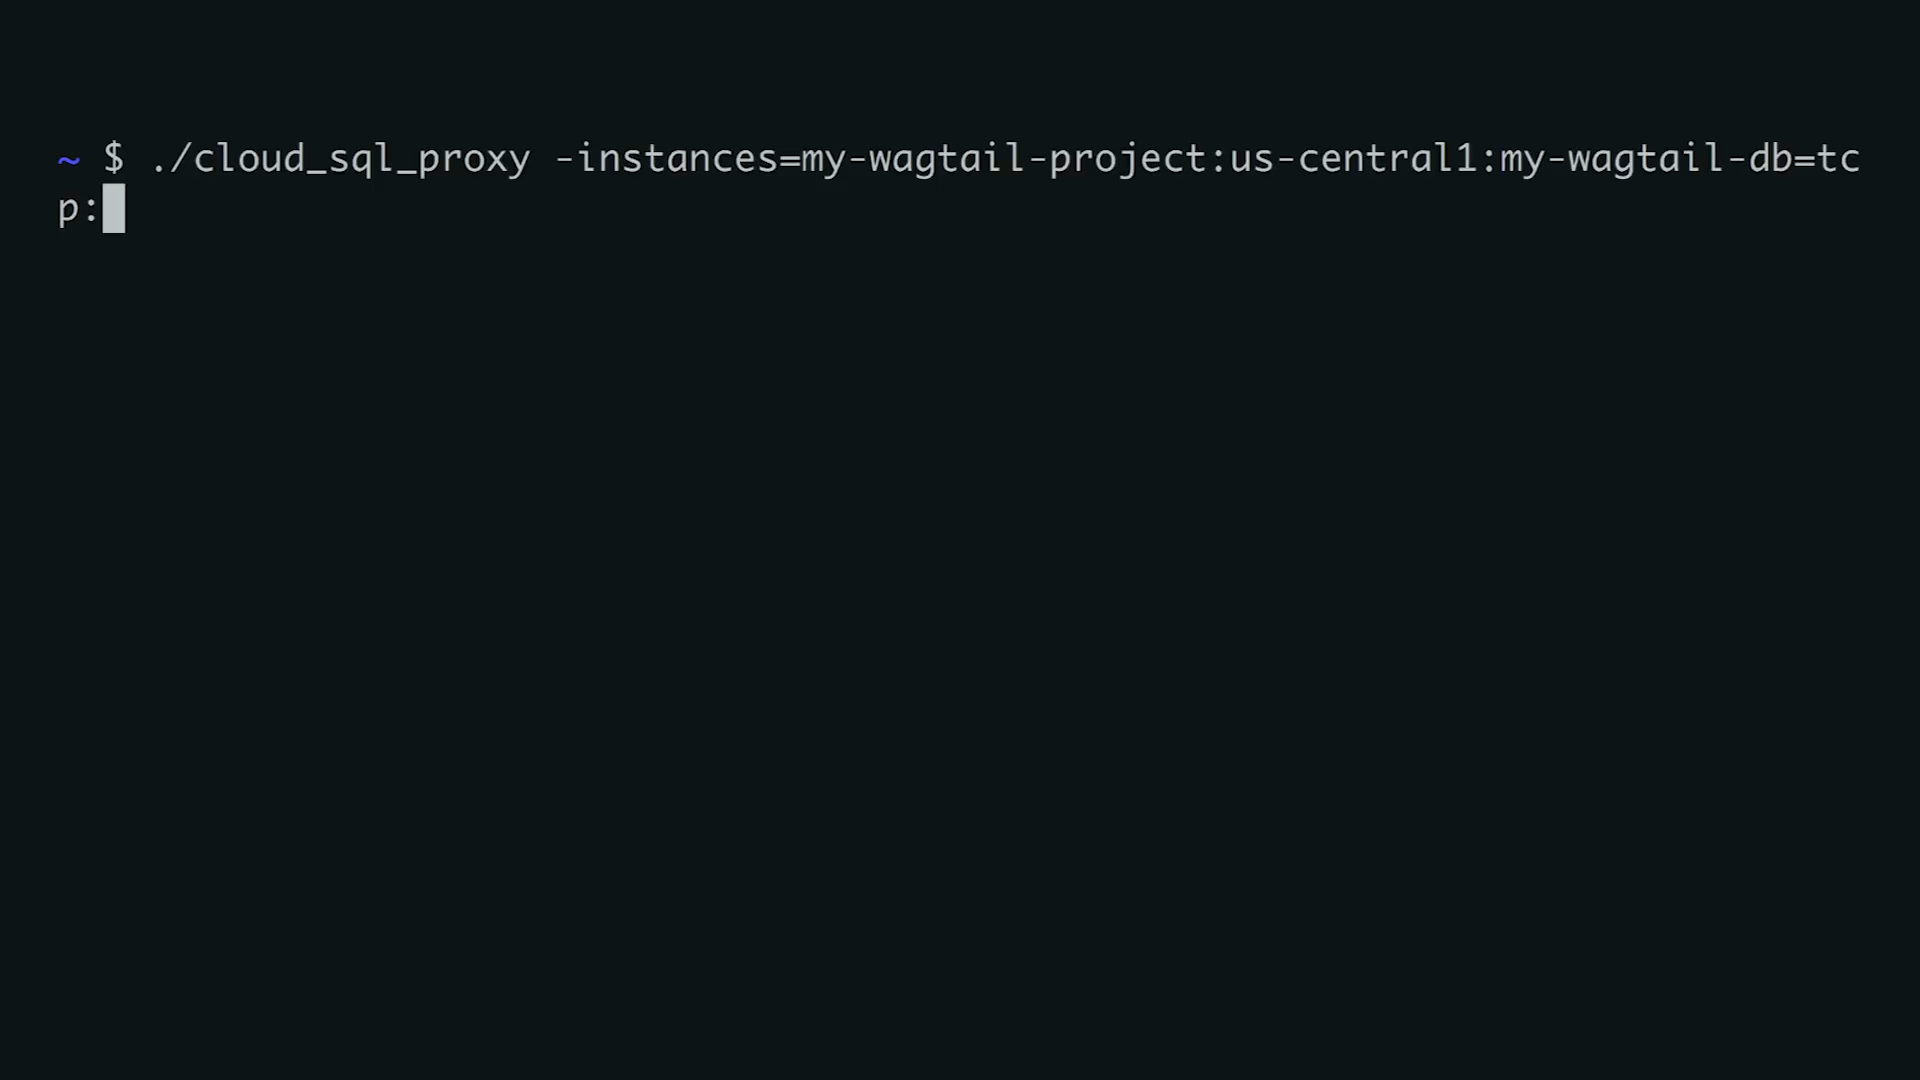 ~ $ ./cloud_sql_proxy -instances=my-wagtail-project:us-central1:my-wagtail-db=tc
p: